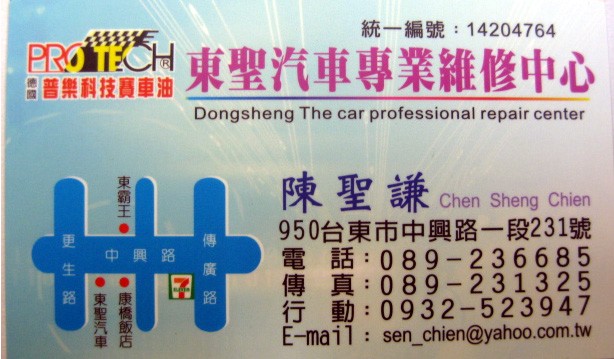 統一編號：14204764
PRO TECH®
德國 普樂科技賽車油
東聖汽車專業維修中心
Dongsheng The car professional repair center
陳聖謙 Chen Sheng Chien
950台東市中興路一段231號
電話：089-236685
傳真：089-231325
行動：0932-523947
E-mail：sen_chien@yahoo.com.tw
東霸王
更生路
中興路
傳廣路
7-ELEVEN
東聖汽車
康橋飯店